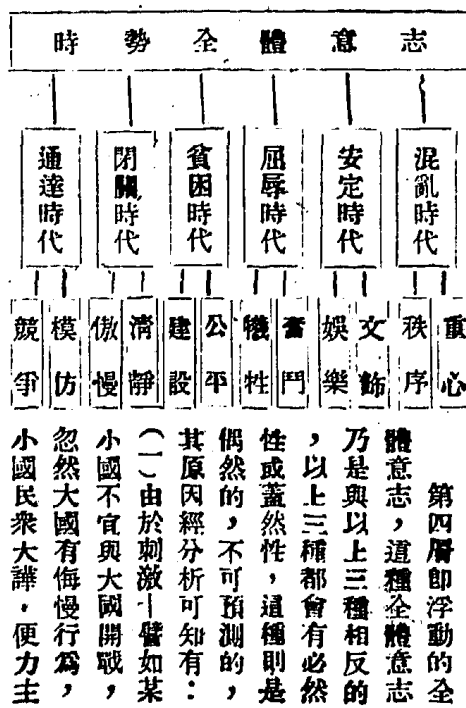 時勢全體意志
混亂時代
安定時代
屈辱時代
貧困時代
閉關時代
通達時代
重心
秩序
文飾
娛樂
奮鬥
犧牲
公平
建設
清靜
傲慢
模仿
競爭
第四層即浮動的全
體意志，這種全體意志
乃是與以上三種相反的
，以上三種都會有必然
性或蓋然性，這種則是
偶然的，不可預測的，
其原因經分析可知有：
（一）由於刺激—譬如某
小國不宜與大國開戰，
忽然大國有侮慢行爲，
小國民衆大譁，便力主